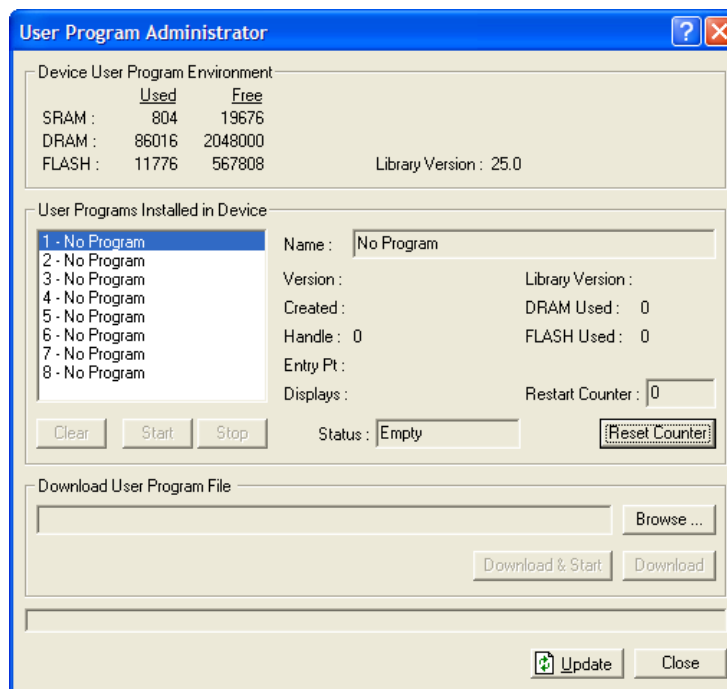 User Program Administrator
Device User Program Environment
Used Free
SRAM : 804 19676
DRAM : 86016 2048000
FLASH : 11776 567808 Library Version : 25.0
User Programs Installed in Device
1 - No Program
2 - No Program
3 - No Program
4 - No Program
5 - No Program
6 - No Program
7 - No Program
8 - No Program
Name : No Program
Version : Library Version :
Created : DRAM Used : 0
Handle : 0 FLASH Used : 0
Entry Pt :
Displays : Restart Counter : 0
Clear Start Stop Status : Empty Reset Counter
Download User Program File
Browse ...
Download & Start Download
Update Close